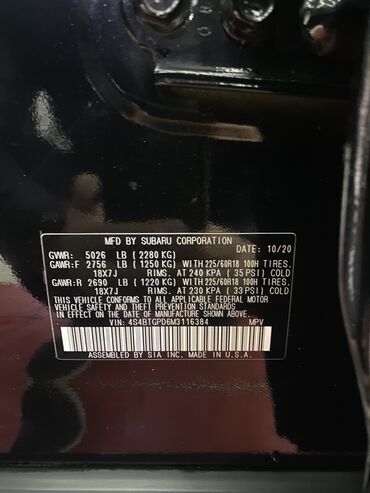 MFD BY SUBARU CORPORATION
DATE: 10/20
GVWR: 5026 LB ( 2280 KG)
GAWR:F 2756 LB ( 1250 KG) WITH 225/60R18 100H TIRES.
18X7J RIMS. AT 240 KPA ( 35 PSI) COLD
GAWR:R 2690 LB ( 1220 KG) WITH 225/60R18 100H TIRES.
18X7J RIMS. AT 230 KPA ( 33 PSI) COLD
THIS VEHICLE CONFORMS TO ALL APPLICABLE FEDERAL MOTOR
VEHICLE SAFETY AND THEFT PREVENTION STANDARDS IN
EFFECT ON THE DATE OF MANUFACTURE SHOWN ABOVE.
VIN: 4S4BTGPD6M3116384 MPV
ASSEMBLED BY SIA INC. IN U.S.A.